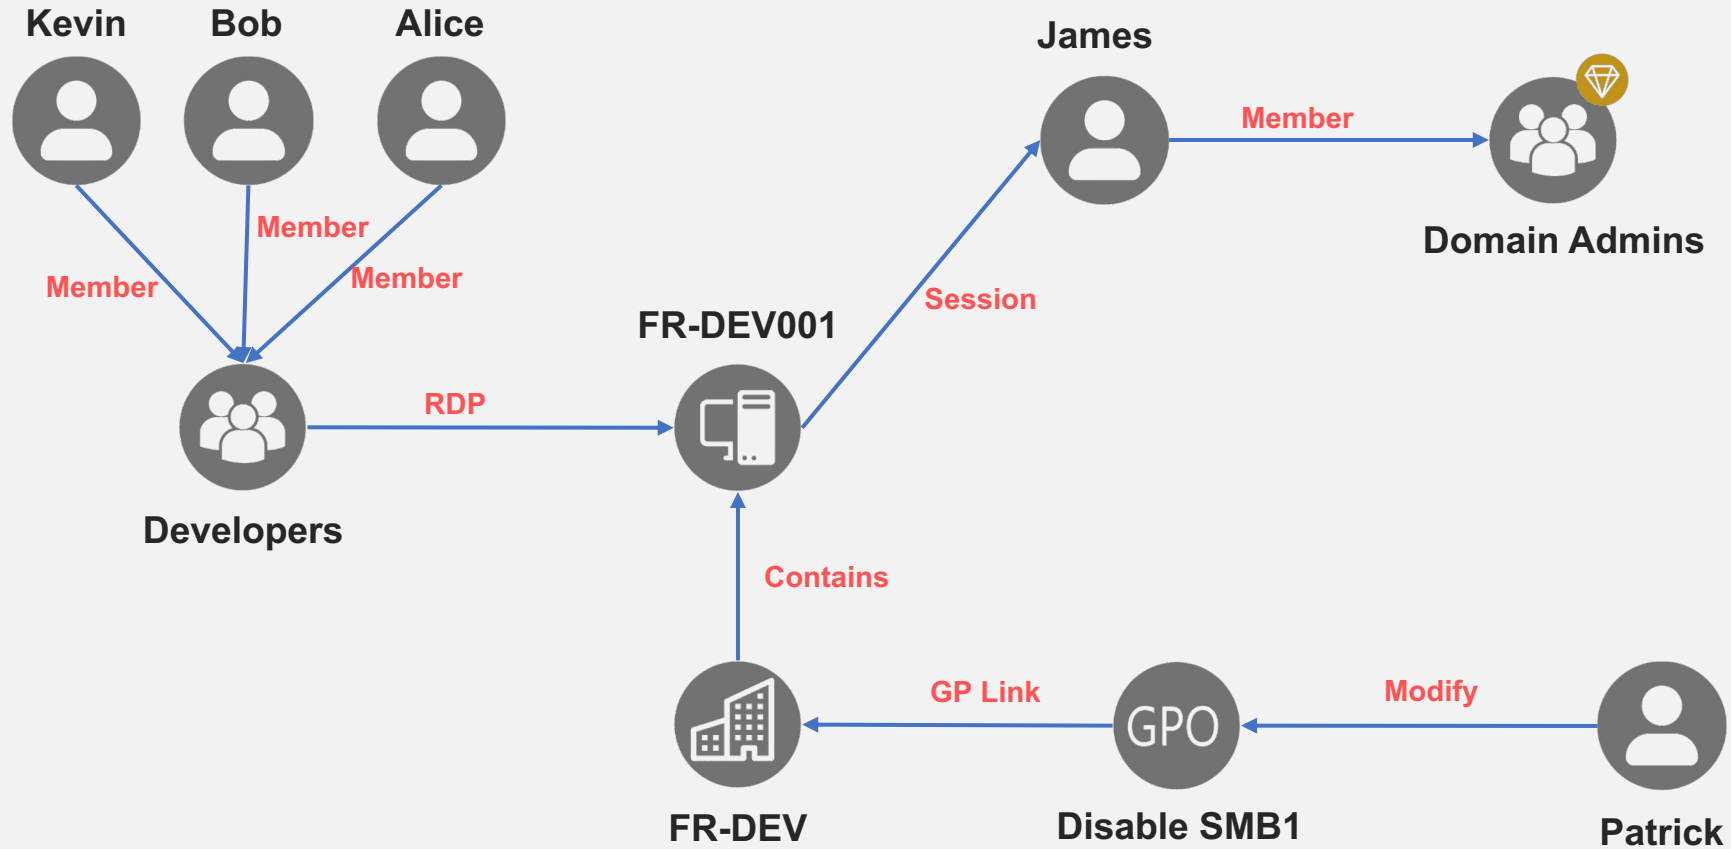 Kevin
Bob
Alice
James
Member
Domain Admins
Member
Member
Member
Session
FR-DEV001
RDP
Developers
Contains
GP Link
Modify
GPO
FR-DEV
Disable SMB1
Patrick